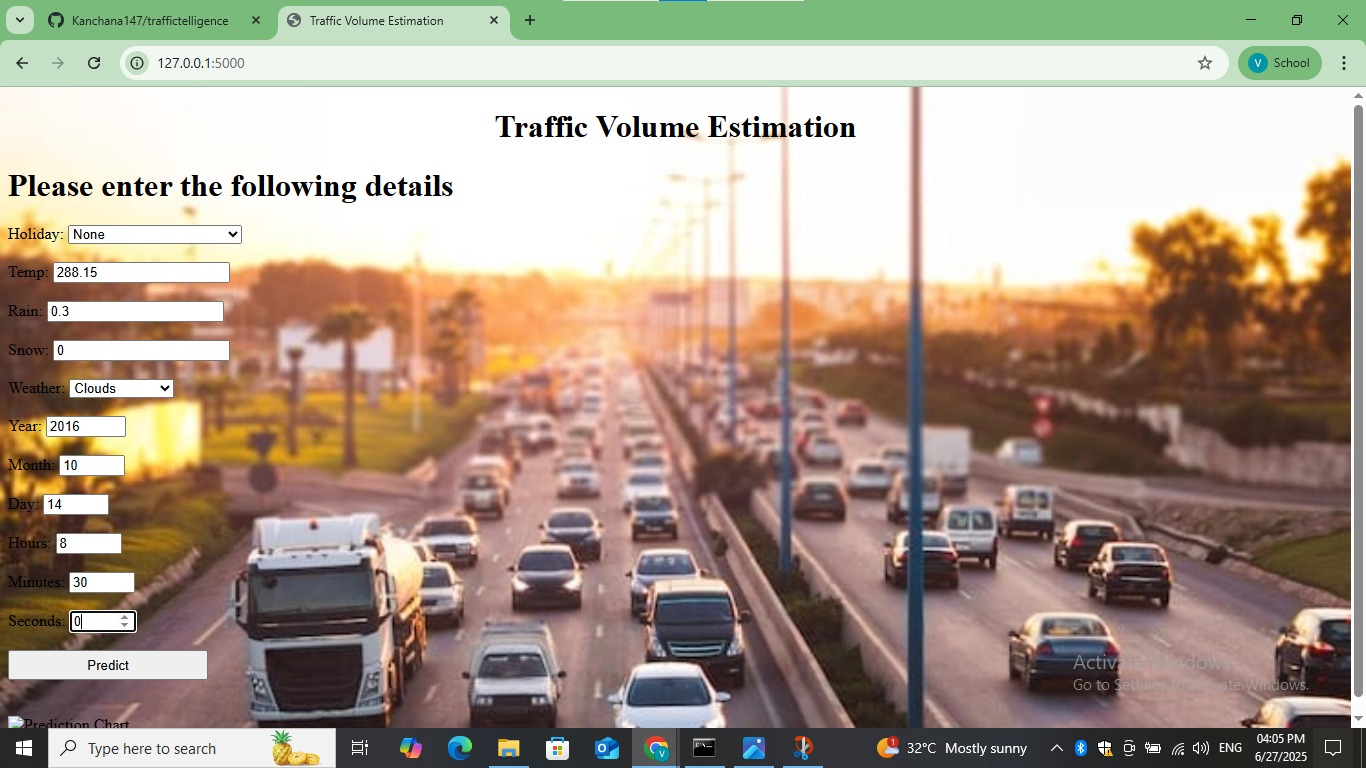 Kanchana147/traffictelligence
Traffic Volume Estimation
127.0.0.1:5000
V School
Traffic Volume Estimation
Please enter the following details
Holiday: None
Temp: 288.15
Rain: 0.3
Snow: 0
Weather: Clouds
Year: 2016
Month: 10
Day: 14
Hours: 8
Minutes: 30
Seconds: 0
Predict
Activate Windows
Go to Settings to activate Windows.
Prediction Chart
Type here to search
1
V
32°C Mostly sunny
ENG
04:05 PM
6/27/2025